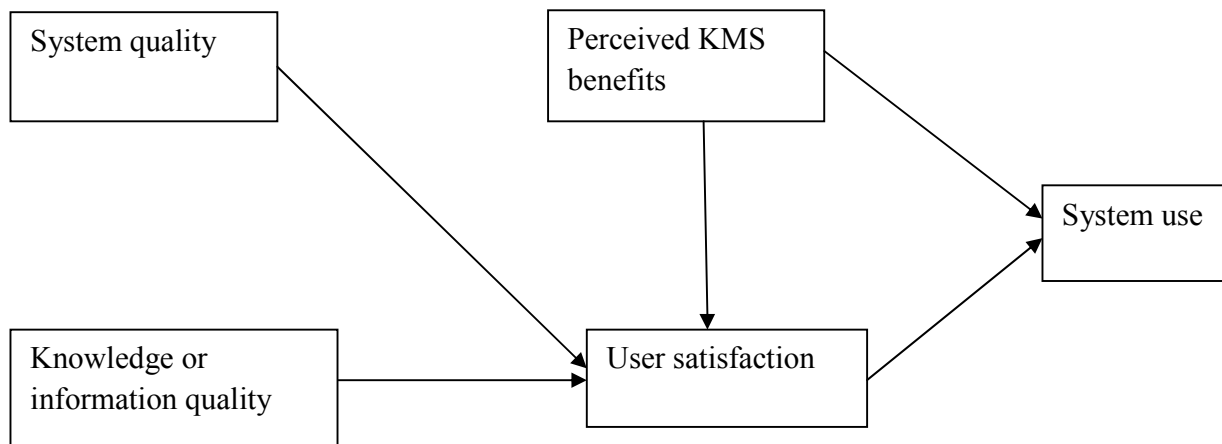 System quality
Perceived KMS
benefits
System use
Knowledge or
information quality
User satisfaction